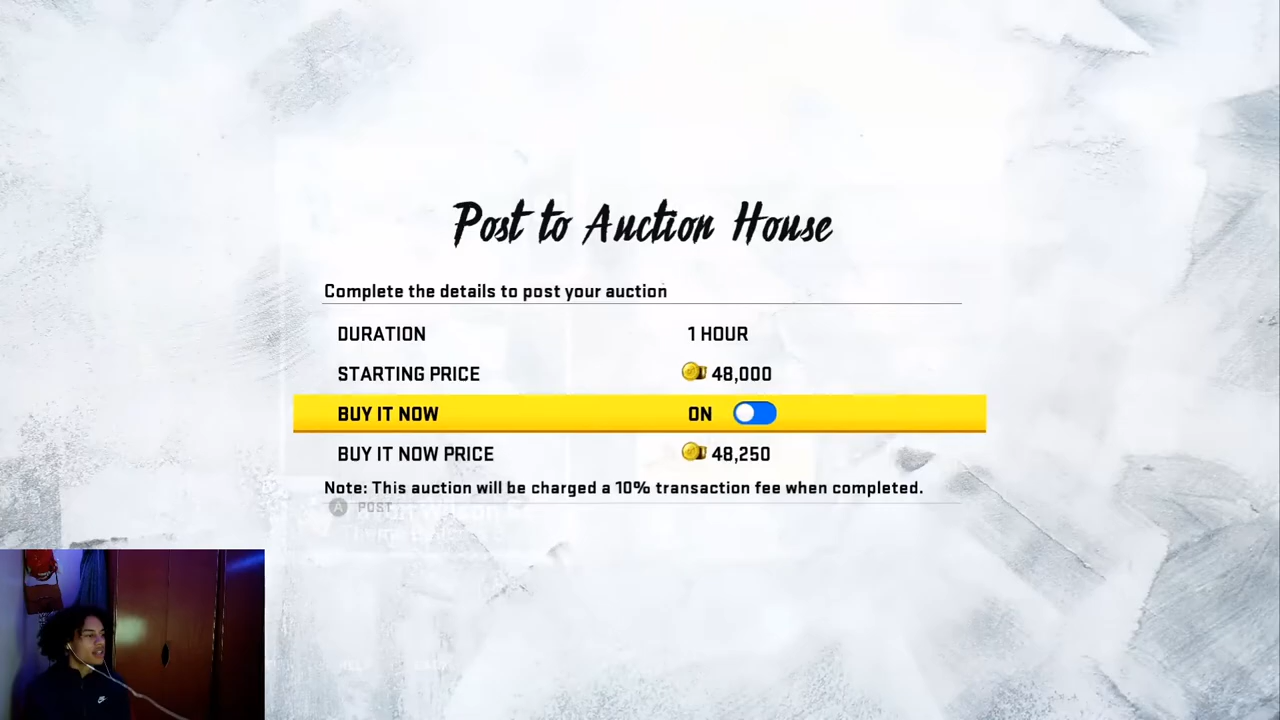 Post to Auction House
Complete the details to post your auction
DURATION 1 HOUR
STARTING PRICE 48,000
BUY IT NOW ON
BUY IT NOW PRICE 48,250
Note: This auction will be charged a 10% transaction fee when completed.
A POST